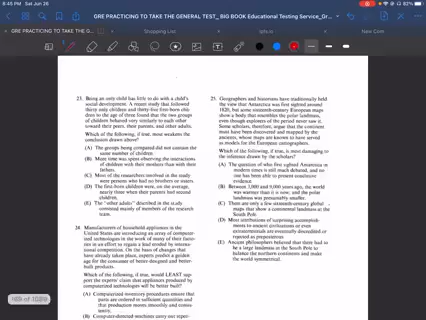 8:45 PM Sat Jun 26
GRE PRACTICING TO TAKE THE GENERAL TEST_ BIG BOOK Educational Testing Service_Gr...
GRE PRACTICING TO TAKE TH...
Shopping List
New Core
23. Being an only child has little to do with a child's
social development. A recent study that followed
thirty only children and thirty-five first-born chil-
dren to the age of three found that the two groups
of children behaved very similarly to each other
toward their peers, their parents, and other adults.
Which of the following, if true, most weakens the
conclusion drawn above?
(A) The groups being compared did not contain the
same number of children.
(B) More time was spent observing the interactions
of children with their mothers than with their
fathers.
(C) Most of the researchers involved in the study
were persons who had no brothers or sisters.
(D) The first-born children were, on the average,
nearly three when their parents had second
children.
(E) The "other adults" described in the study
consisted mainly of members of the research
team.
24. Manufacturers of household appliances in the
United States are introducing an array of computer-
ized technologies in the work of many of their facto-
ries in an effort to regain a lead eroded by interna-
tional competition. On the basis of changes that
have already taken place, experts predict a golden
age for the consumer of better-designed and better-
built products.
Which of the following, if true, would LEAST sup-
port the experts' claim that appliances produced by
computerized technologies will be better built?
(A) Computerized inventory procedures ensure that
parts are ordered in sufficient quantities and
that production moves smoothly and consis-
tently.
(B) Computer-directed machines carry out repet-
25. Geographers and historians have traditionally held
the view that Antarctica was first sighted around
1820, but some sixteenth-century European maps
show a body that resembles the polar landmass,
even though explorers of the period never saw it.
Some scholars, therefore, argue that the continent
must have been discovered and mapped by the
ancients, whose maps are known to have served
as models for the European cartographers.
Which of the following, if true, is most damaging to
the inference drawn by the scholars?
(A) The question of who first sighted Antarctica in
modern times is still much debated, and no
one has been able to present conclusive
evidence.
(B) Between 3,000 and 9,000 years ago, the world
was warmer than it is now, and the polar
landmass was presumably smaller.
(C) There are only a few sixteenth-century global
maps that show a continental landmass at the
South Pole.
(D) Most attributions of surprising accomplish-
ments to ancient civilizations or even
extraterrestrials are eventually discredited or
rejected as preposterous.
(E) Ancient philosophers believed that there had to
be a large landmass at the South Pole to
balance the northern continents and make
the world symmetrical.